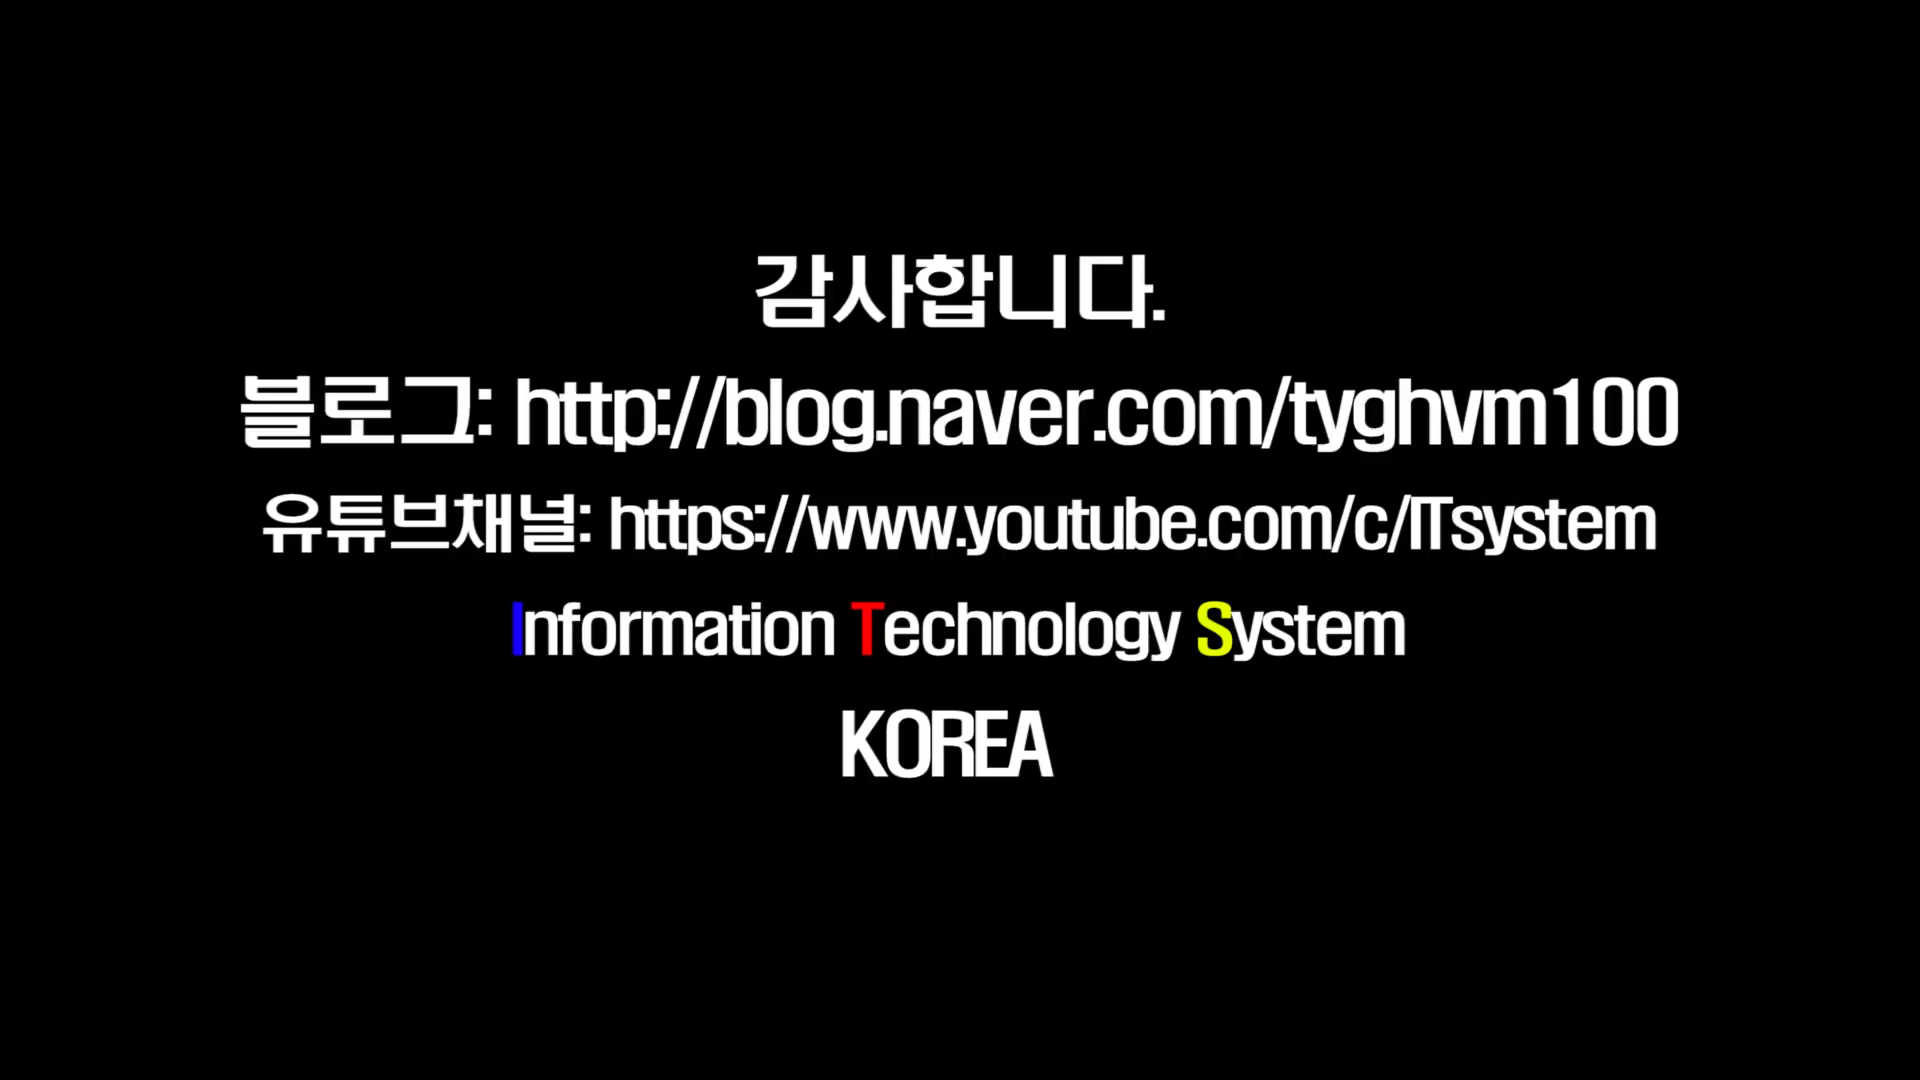 감사합니다.
블로그: http://blog.naver.com/tyghvm100
유튜브채널: https://www.youtube.com/c/ITsystem
Information Technology System
KOREA